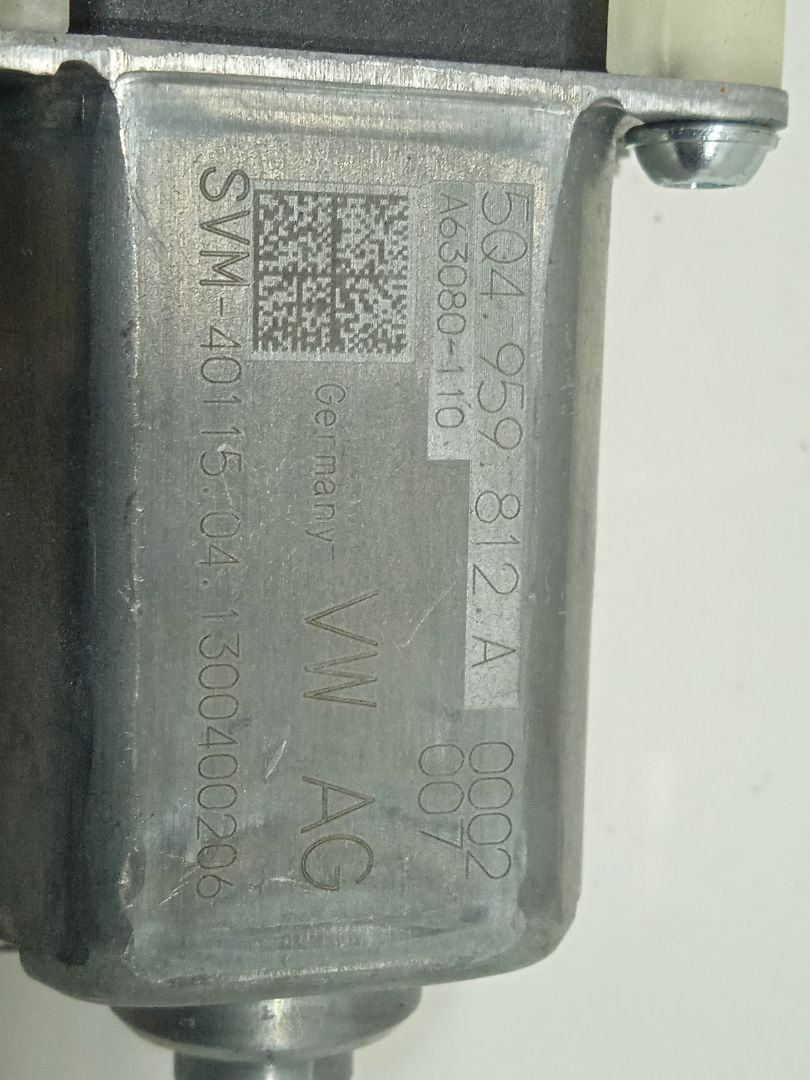 5Q4.959.812.A 0002
A63080-110. 007
Germany VW AG
SVM-40115.04.1300400206